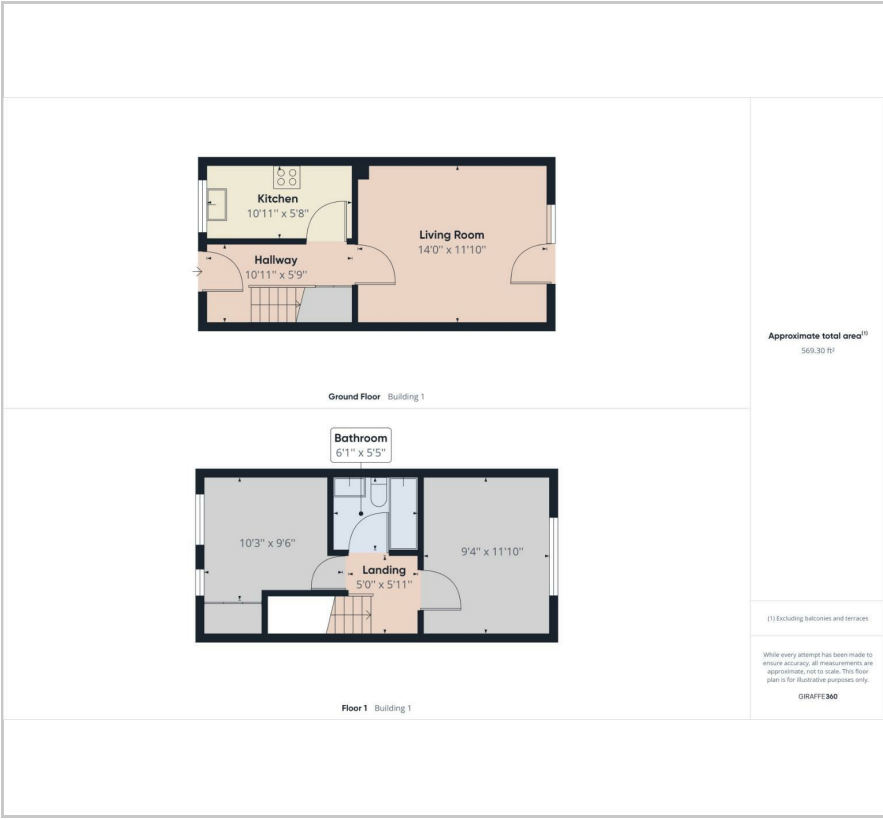 Kitchen
10'11" x 5'8"
Living Room
14'0" x 11'10"
Hallway
10'11" x 5'9"
Ground Floor Building 1
Bathroom
6'1" x 5'5"
10'3" x 9'6"
9'4" x 11'10"
Landing
5'0" x 5'11"
Floor 1 Building 1
Approximate total area(1)
569.30 ft²
(1) Excluding balconies and terraces
While every attempt has been made to
ensure accuracy, all measurements are
approximate, not to scale. This floor
plan is for illustrative purposes only.
GIRAFFE360